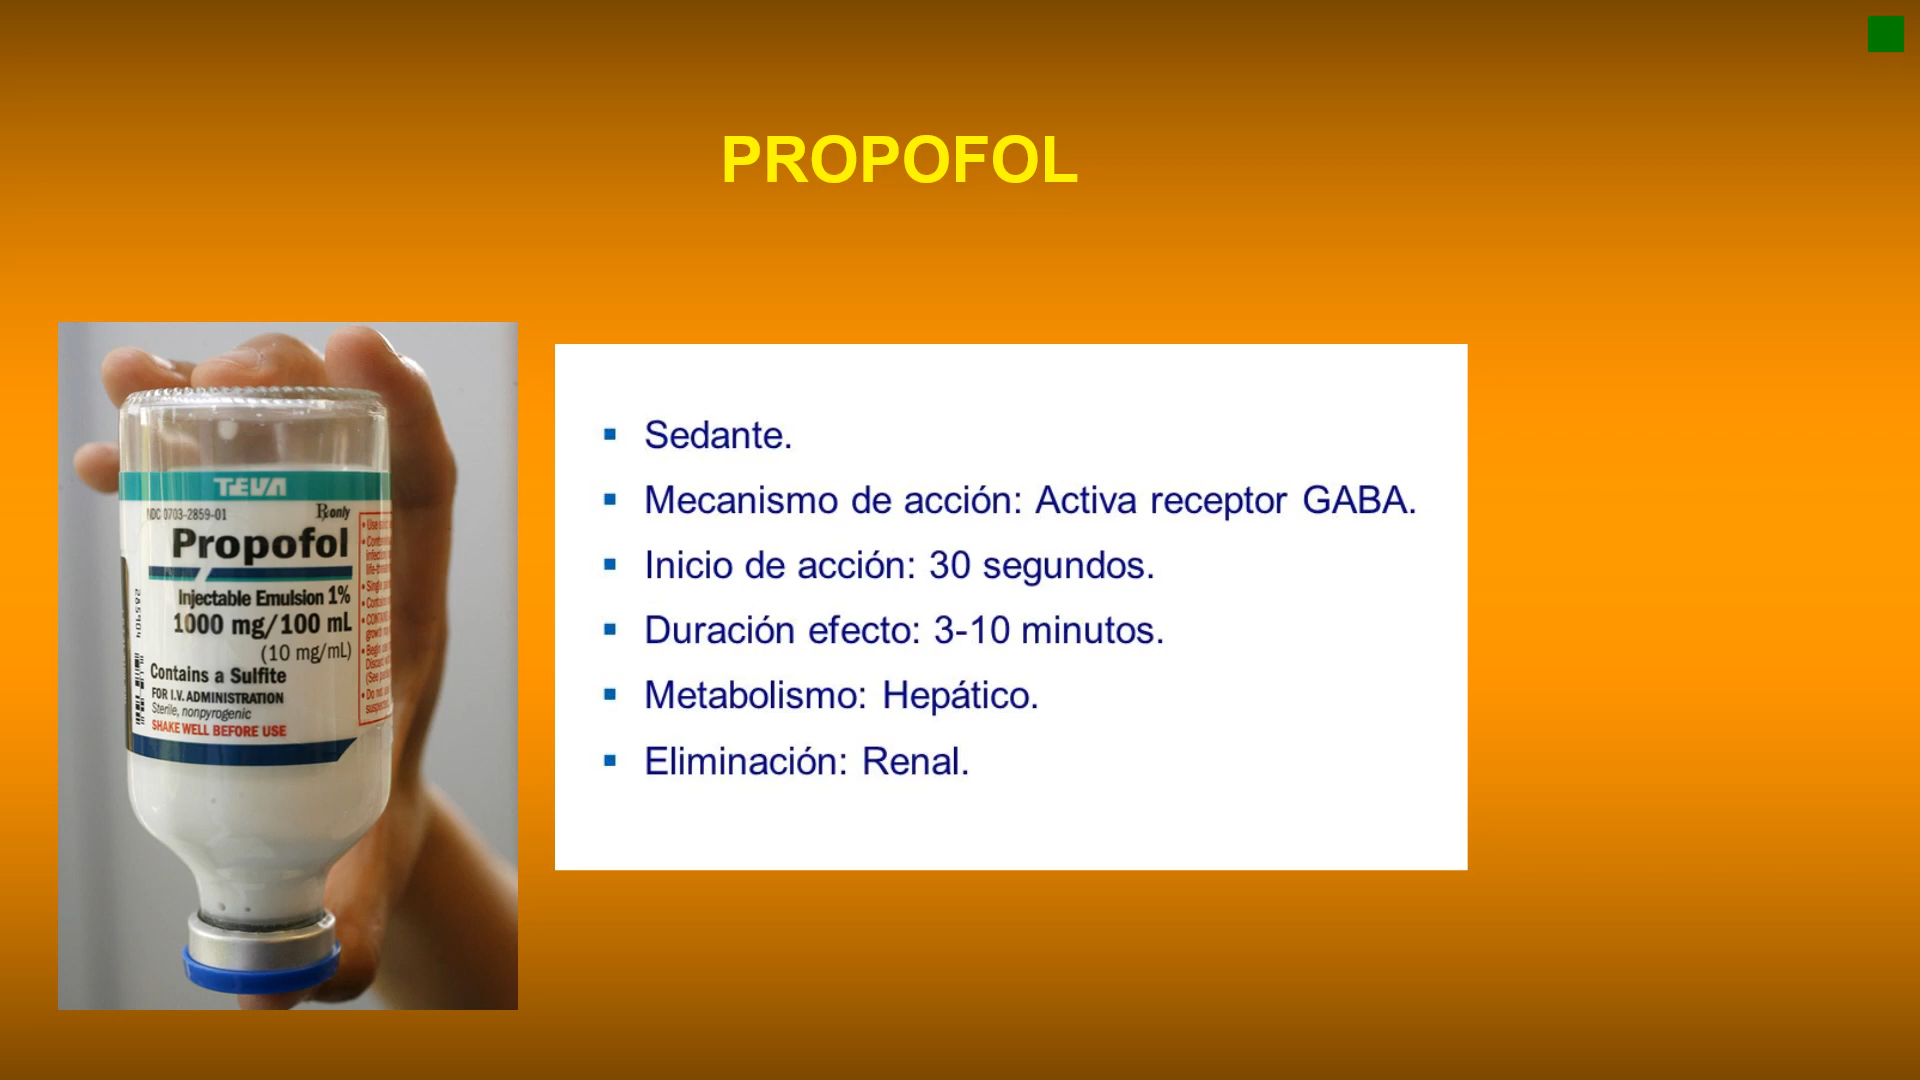 PROPOFOL
TEVA
NDC 0703-2859-01
Rx only
Propofol
Injectable Emulsion 1%
1000 mg/100 mL
(10 mg/mL)
Contains a Sulfite
FOR I.V. ADMINISTRATION
Sterile, nonpyrogenic
SHAKE WELL BEFORE USE
Sedante.
Mecanismo de acción: Activa receptor GABA.
Inicio de acción: 30 segundos.
Duración efecto: 3-10 minutos.
Metabolismo: Hepático.
Eliminación: Renal.